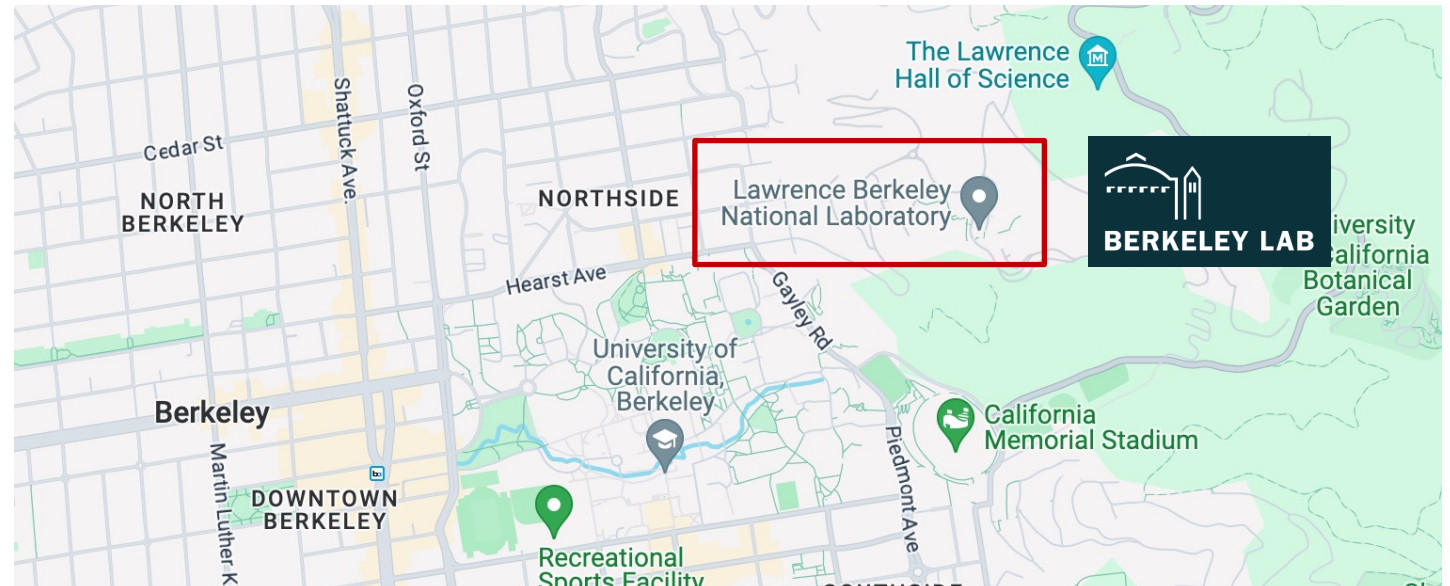 The Lawrence
Hall of Science
Shattuck Ave.
Oxford St
Cedar St
NORTH
BERKELEY
NORTHSIDE
Lawrence Berkeley
National Laboratory
BERKELEY LAB
iversity
alifornia
Botanical
Garden
Hearst Ave
Gayley Rd
University of
California,
Berkeley
Berkeley
California
Memorial Stadium
Piedmont Ave
Martin Luther K
DOWNTOWN
BERKELEY
Recreational
Sports Facility